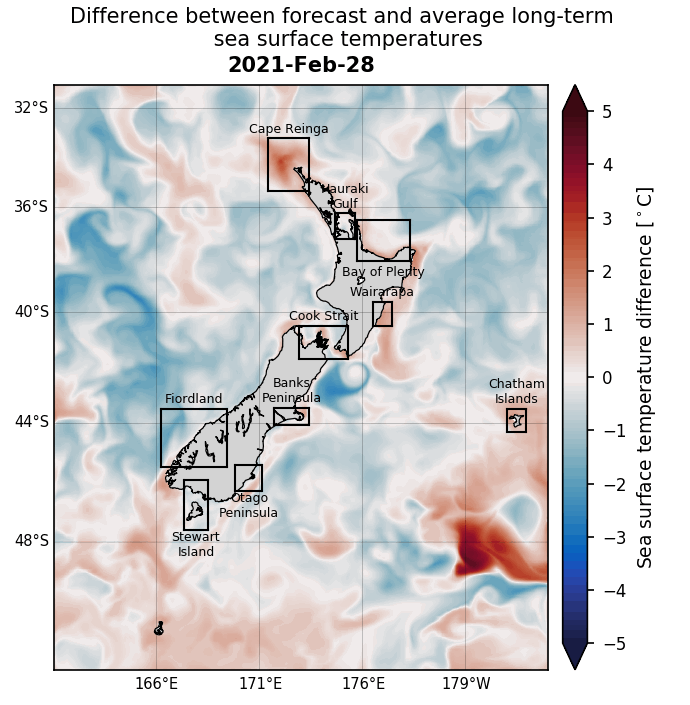 Difference between forecast and average long-term
sea surface temperatures
2021-Feb-28
32°S
36°S
40°S
44°S
48°S
Cape Reinga
Hauraki
Gulf
Bay of Plenty
Wairarapa
Cook Strait
Banks
Peninsula
Fiordland
Chatham
Islands
Otago
Peninsula
Stewart
Island
166°E
171°E
176°E
179°W
5
4
3
2
1
0
−1
−2
−3
−4
−5
Sea surface temperature difference [°C]